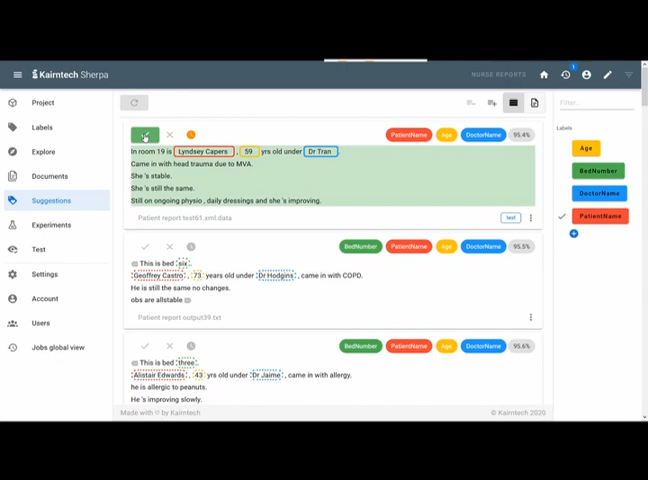 Kairntech Sherpa
NURSE REPORTS
1
Project
Labels
Explore
Documents
Suggestions
Experiments
Test
Settings
Account
Users
Jobs global view
PatientName Age DoctorName 95.4%
In room 19 is Lyndsey Capers , 59 yrs old under Dr Tran .
Came in with head trauma due to MVA.
She 's stable.
She 's still the same.
Still on ongoing physio , daily dressings and she 's improving.
Patient report test61.xml.data
test
BedNumber PatientName Age DoctorName 95.5%
This is bed six .
Geoffrey Castro , 73 years old under Dr Hodgins , came in with COPD.
He is still the same no changes.
obs are allstable
Patient report output39.txt
BedNumber PatientName Age DoctorName 95.6%
This is bed three .
Alistair Edwards , 43 yrs old under Dr Jaime , came in with allergy.
he is allergic to peanuts.
He 's improving slowly.
Made with ♡ by Kairntech
© Kairntech 2020
Filter...
Labels
Age
BedNumber
DoctorName
PatientName